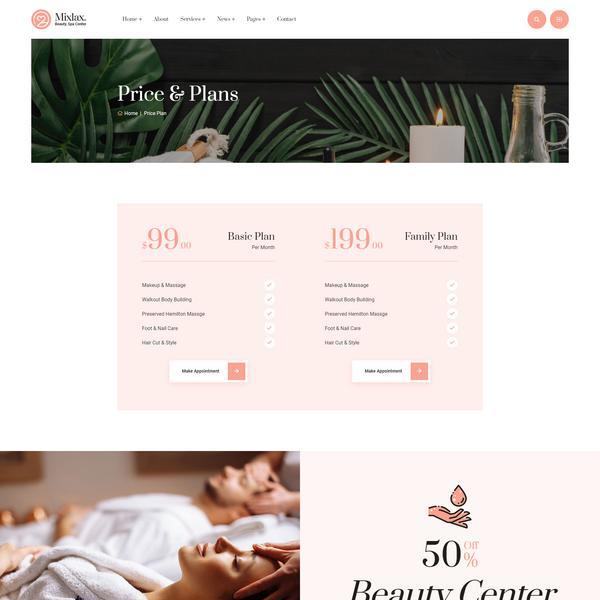 Mixlax.
Beauty, Spa Center
Home + About Services + News + Pages + Contact
Price & Plans
Home | Price Plan
$99.00 Basic Plan
Per Month
Makeup & Massage
Walkout Body Building
Preserved Hemilton Massge
Foot & Nail Care
Hair Cut & Style
Make Appointment
$199.00 Family Plan
Per Month
Makeup & Massage
Walkout Body Building
Preserved Hemilton Massge
Foot & Nail Care
Hair Cut & Style
Make Appointment
50 Off %
Beauty Center